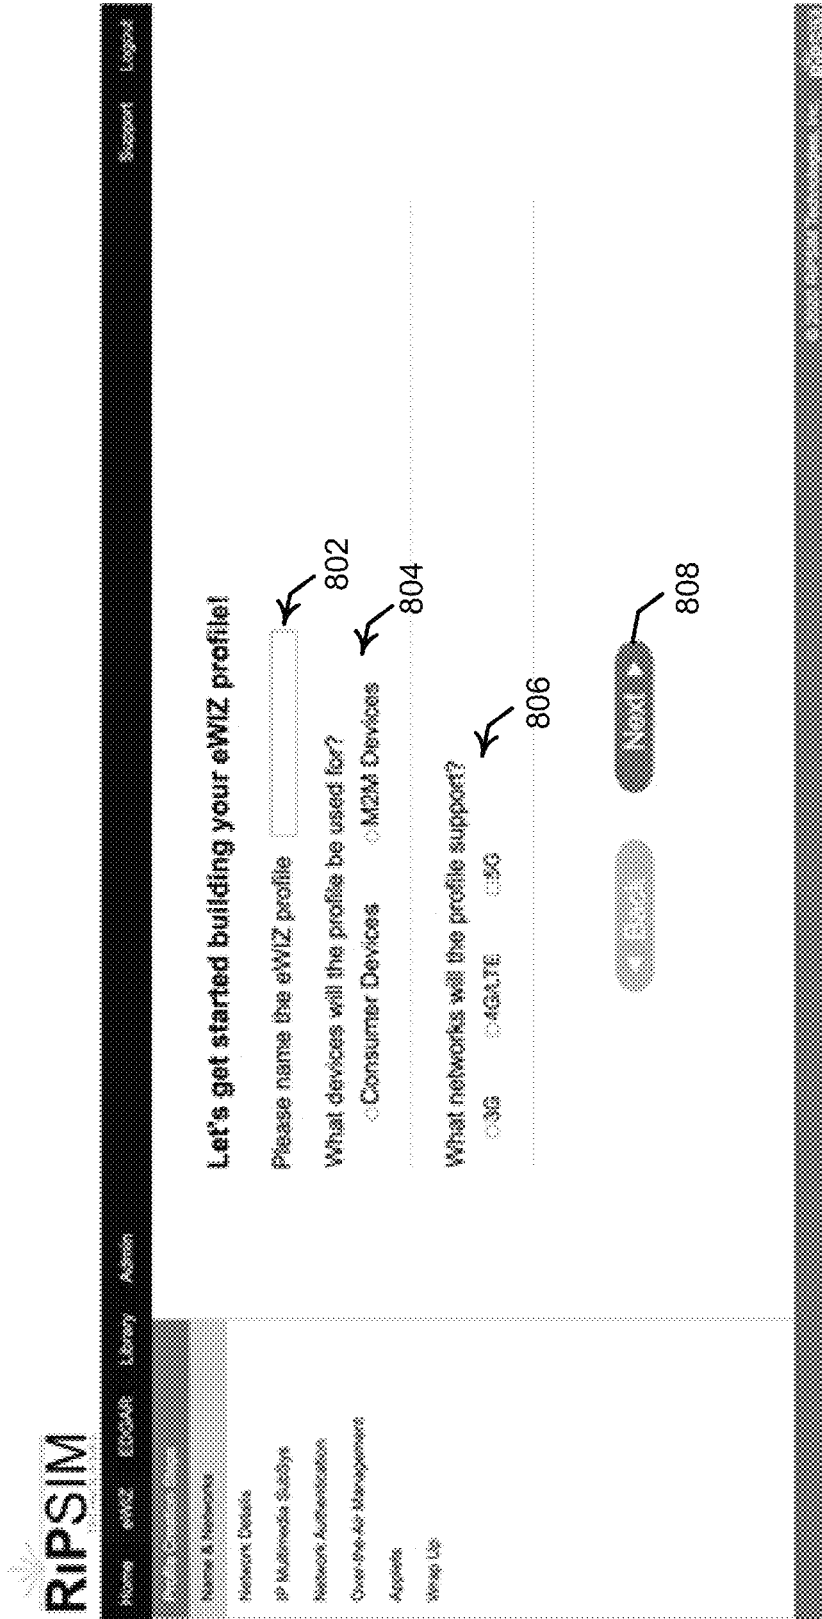 RiPSIM
Home eWIZ EDGAR Library Admin Support Logout
Name & Networks
Network Details
IP Multimedia SubSys
Network Authentication
Over-the-Air Management
Applets
Wrap Up
Let's get started building your eWIZ profile!
Please name the eWIZ profile
802
What devices will the profile be used for?
Consumer Devices M2M Devices
804
What networks will the profile support?
3G 4G/LTE 5G
806
Next
808